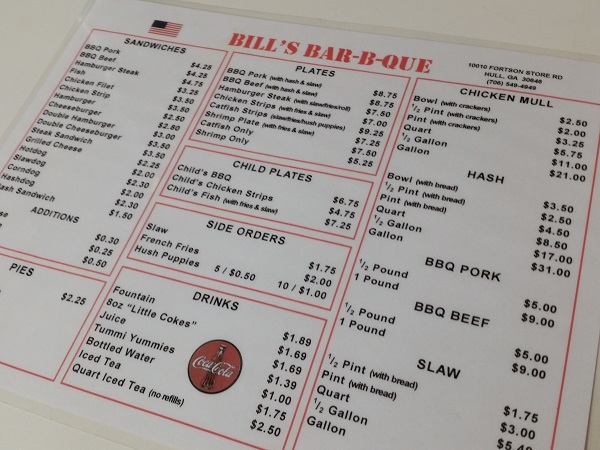 BILL'S BAR-B-QUE
10010 FORTSON STORE RD
HULL, GA 30646
(706) 549-4949
SANDWICHES
BBQ Pork $4.25
BBQ Beef $4.25
Hamburger Steak $4.75
Fish $4.25
Chicken Filet $3.25
Chicken Strip $3.50
Hamburger $2.50
Cheeseburger $2.80
Double Hamburger $3.00
Double Cheeseburger $3.50
Steak Sandwich $3.50
Grilled Cheese $2.25
Hotdog $2.00
Slawdog $2.30
Corndog $2.00
Hashdog $2.30
ash Sandwich $1.50
ADDITIONS
se $0.30
$0.25
$0.50
PIES
$2.25
PLATES
BBQ Pork (with hash & slaw) $8.75
BBQ Beef (with hash & slaw) $8.75
Hamburger Steak (with slaw/fries/roll) $7.50
Chicken Strips (with fries & slaw) $7.00
Catfish Strips (slaw/fries/hush puppies) $9.25
Shrimp Plate (with fries & slaw) $7.25
Catfish Only $7.50
Shrimp Only $5.25
CHILD PLATES
Child's BBQ $6.75
Child's Chicken Strips $4.75
Child's Fish (with fries & slaw) $7.25
SIDE ORDERS
Slaw $1.75
French Fries $2.00
Hush Puppies 5 / $0.50 10 / $1.00
DRINKS
Fountain $1.89
8oz "Little Cokes" $1.69
Juice $1.69
Tummi Yummies $1.39
Bottled Water $1.00
Iced Tea $1.75
Quart Iced Tea (no refills) $2.50
Coca-Cola
CHICKEN MULL
Bowl (with crackers) $2.50
1/2 Pint (with crackers) $2.00
Pint (with crackers) $3.25
Quart $5.75
1/2 Gallon $11.00
Gallon $21.00
HASH
Bowl (with bread) $3.50
1/2 Pint (with bread) $2.50
Pint (with bread) $4.50
Quart $8.50
1/2 Gallon $17.00
Gallon $31.00
BBQ PORK
1/2 Pound $5.00
1 Pound $9.00
BBQ BEEF
1/2 Pound $5.00
1 Pound $9.00
SLAW
1/2 Pint (with bread) $1.75
Pint (with bread) $3.00
Quart
1/2 Gallon
Gallon